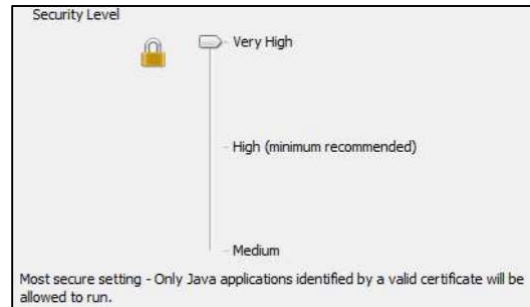 Security Level
Very High
High (minimum recommended)
Medium
Most secure setting - Only Java applications identified by a valid certificate will be
allowed to run.